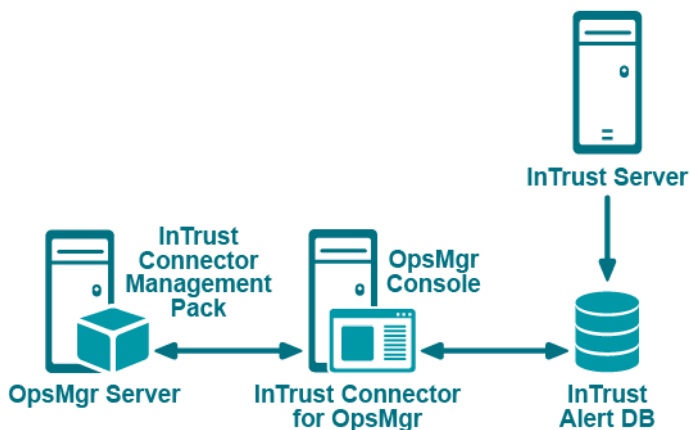 InTrust Server
InTrust
Connector
Management
Pack
OpsMgr
Console
OpsMgr Server
InTrust Connector
for OpsMgr
InTrust
Alert DB